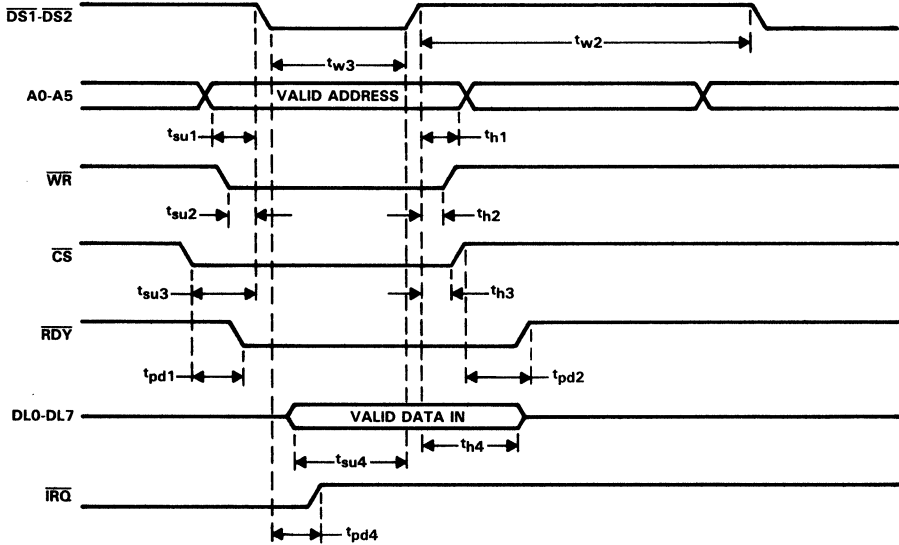 DS1-DS2
tw2
tw3
A0-A5
VALID ADDRESS
tsu1
th1
WR
tsu2
th2
CS
tsu3
th3
RDY
tpd1
tpd2
DL0-DL7
VALID DATA IN
tsu4
th4
IRQ
tpd4